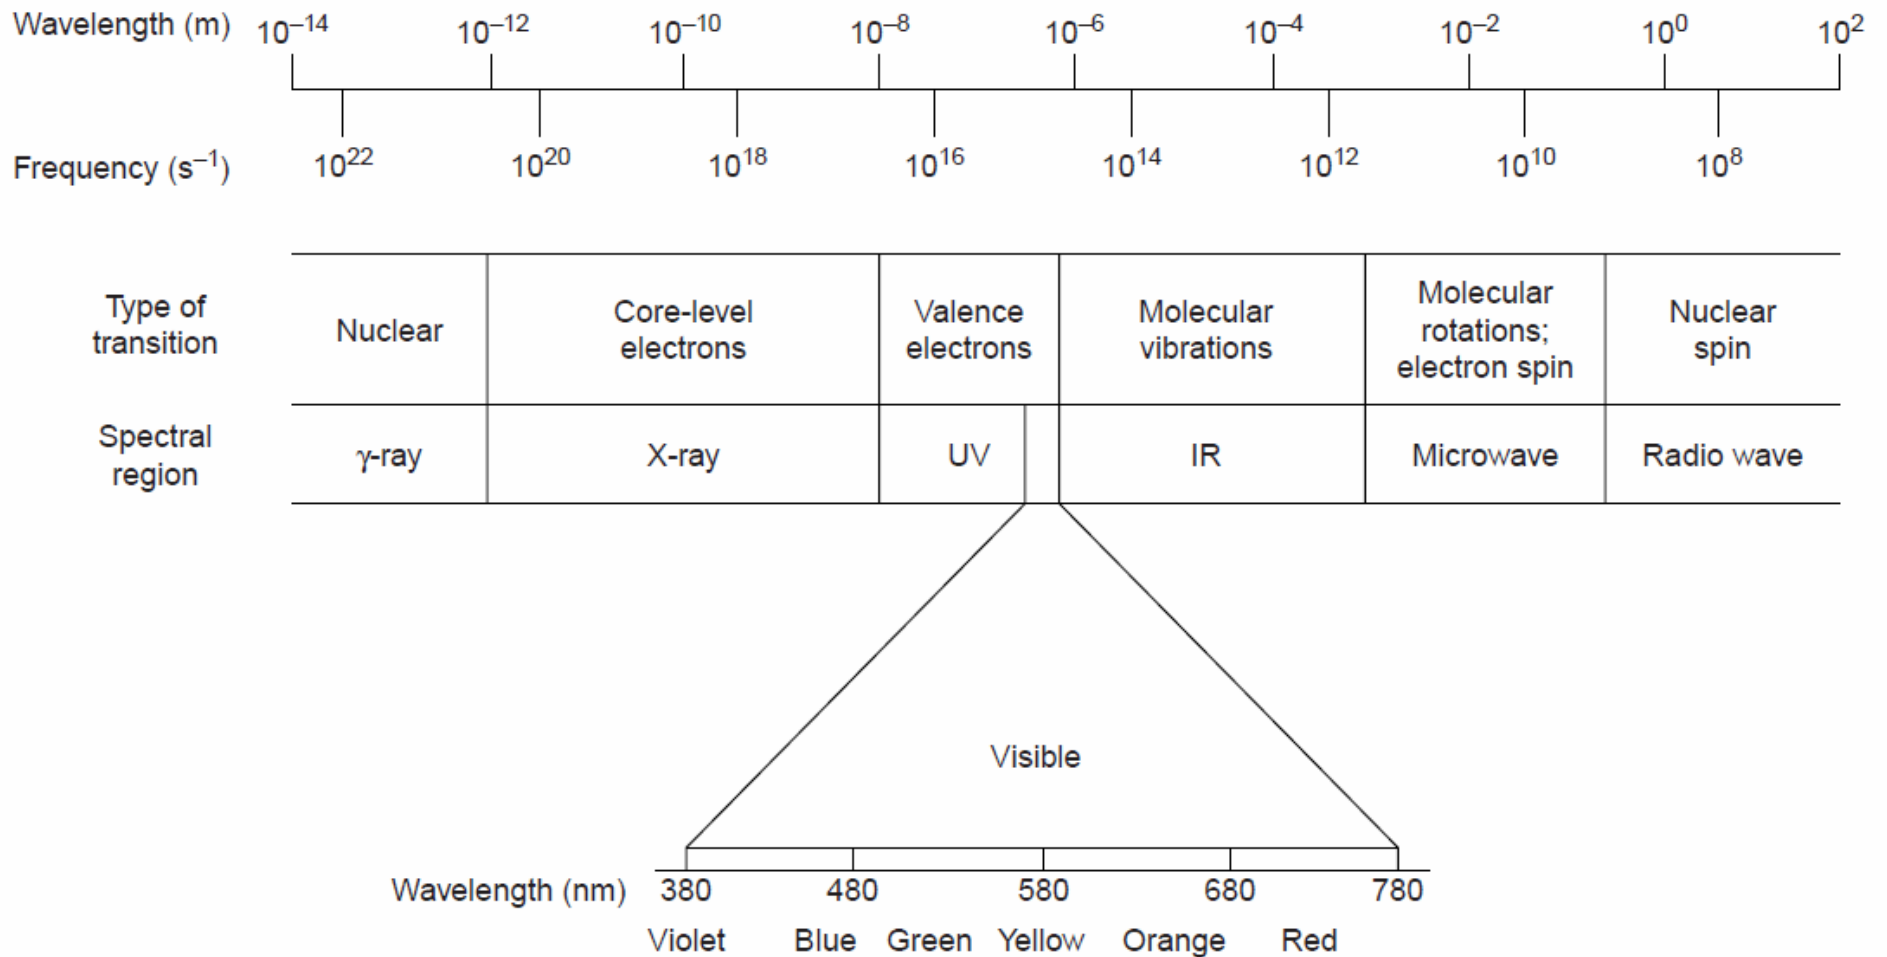 Wavelength (m) 10⁻¹⁴ 10⁻¹² 10⁻¹⁰ 10⁻⁸ 10⁻⁶ 10⁻⁴ 10⁻² 10⁰ 10²
Frequency (s⁻¹) 10²² 10²⁰ 10¹⁸ 10¹⁶ 10¹⁴ 10¹² 10¹⁰ 10⁸
Type of
transition
Nuclear
Core-level
electrons
Valence
electrons
Molecular
vibrations
Molecular
rotations;
electron spin
Nuclear
spin
Spectral
region
γ-ray X-ray UV IR Microwave Radio wave
Visible
Wavelength (nm) 380 480 580 680 780
Violet Blue Green Yellow Orange Red